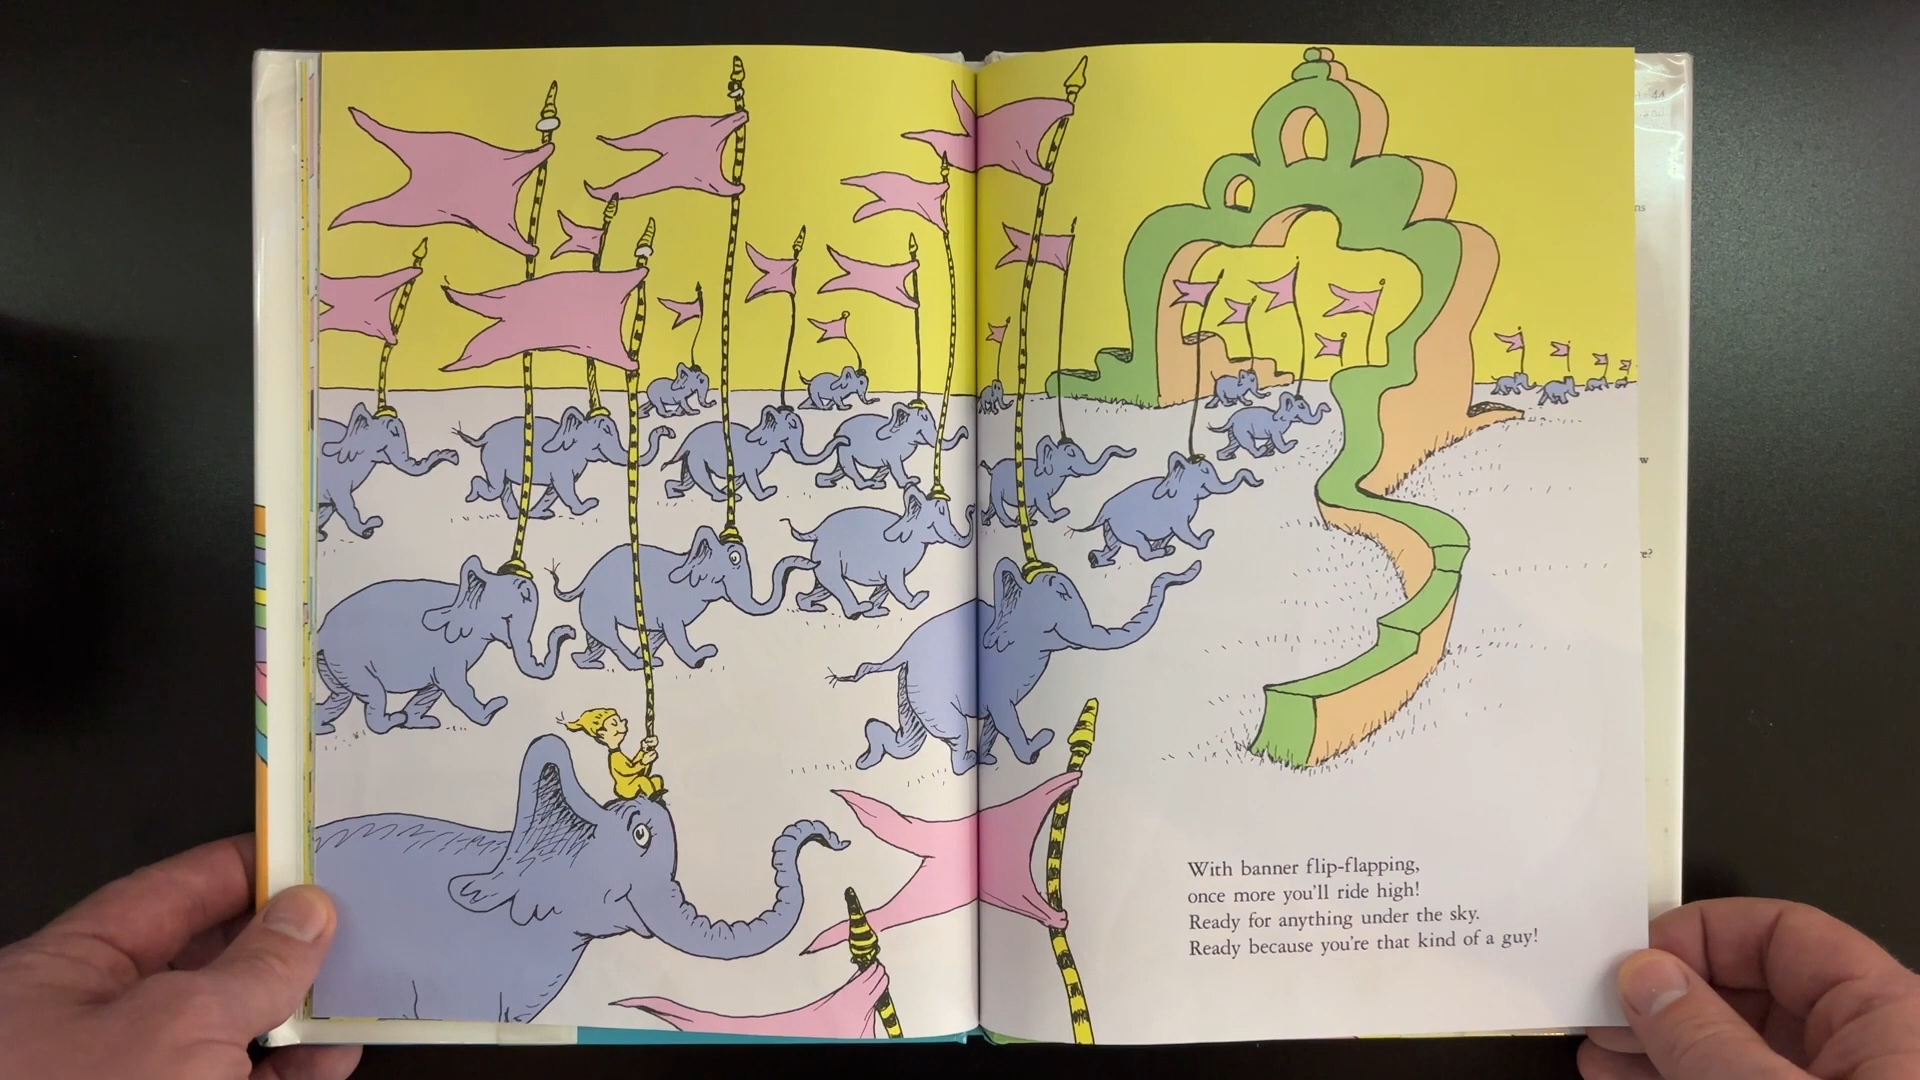 With banner flip-flapping,
once more you'll ride high!
Ready for anything under the sky.
Ready because you're that kind of a guy!